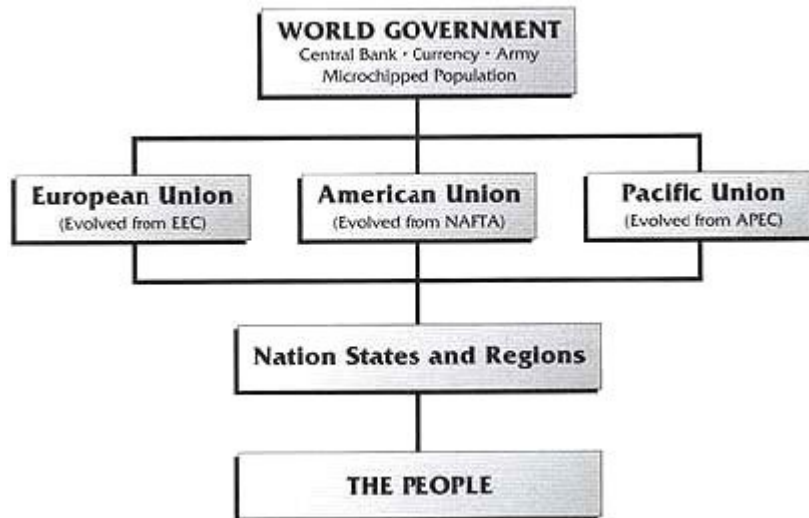 WORLD GOVERNMENT
Central Bank · Currency · Army
Microchipped Population
European Union
(Evolved from EEC)
American Union
(Evolved from NAFTA)
Pacific Union
(Evolved from APEC)
Nation States and Regions
THE PEOPLE